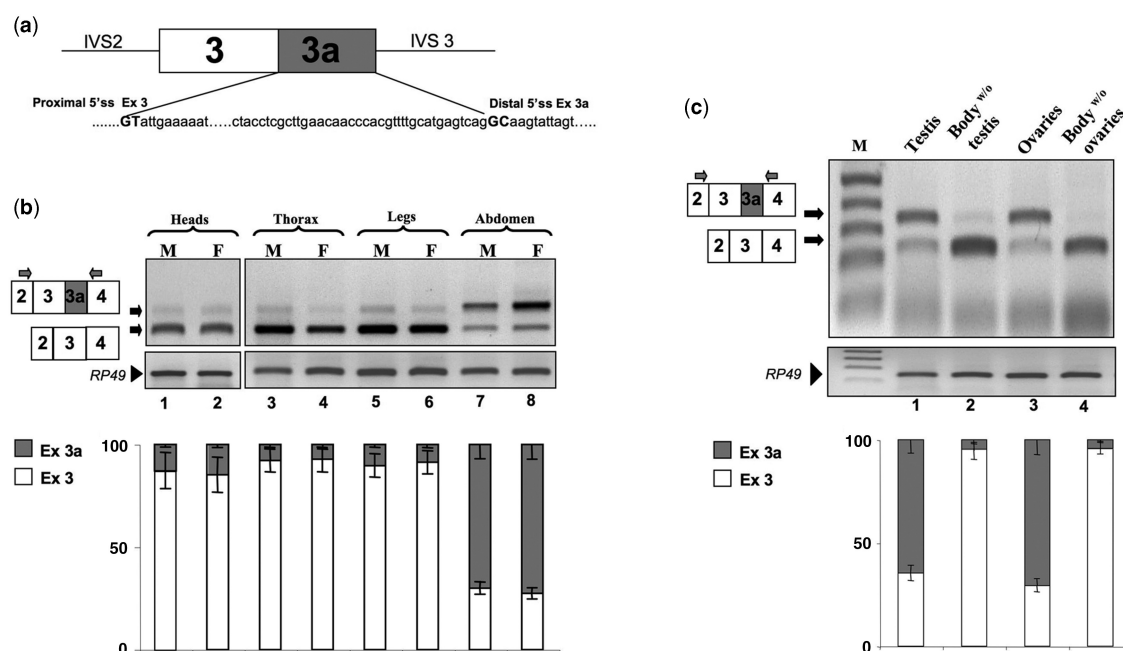 (a)
IVS2 3 3a IVS 3
Proximal 5'ss Ex 3 Distal 5'ss Ex 3a
.......GTattgaaaaat.....ctacctcgcttgaacaacccacgtttttgcatgagtcagGCaagtattagt.....
(b)
Heads Thorax Legs Abdomen
M F M F M F M F
2 3 3a 4
2 3 4
RP49
1 2 3 4 5 6 7 8
Ex 3a
Ex 3
100
50
0
(c)
M Testis Body w/o testis Ovaries Body w/o ovaries
2 3 3a 4
2 3 4
RP49
1 2 3 4
Ex 3a
Ex 3
100
50
0